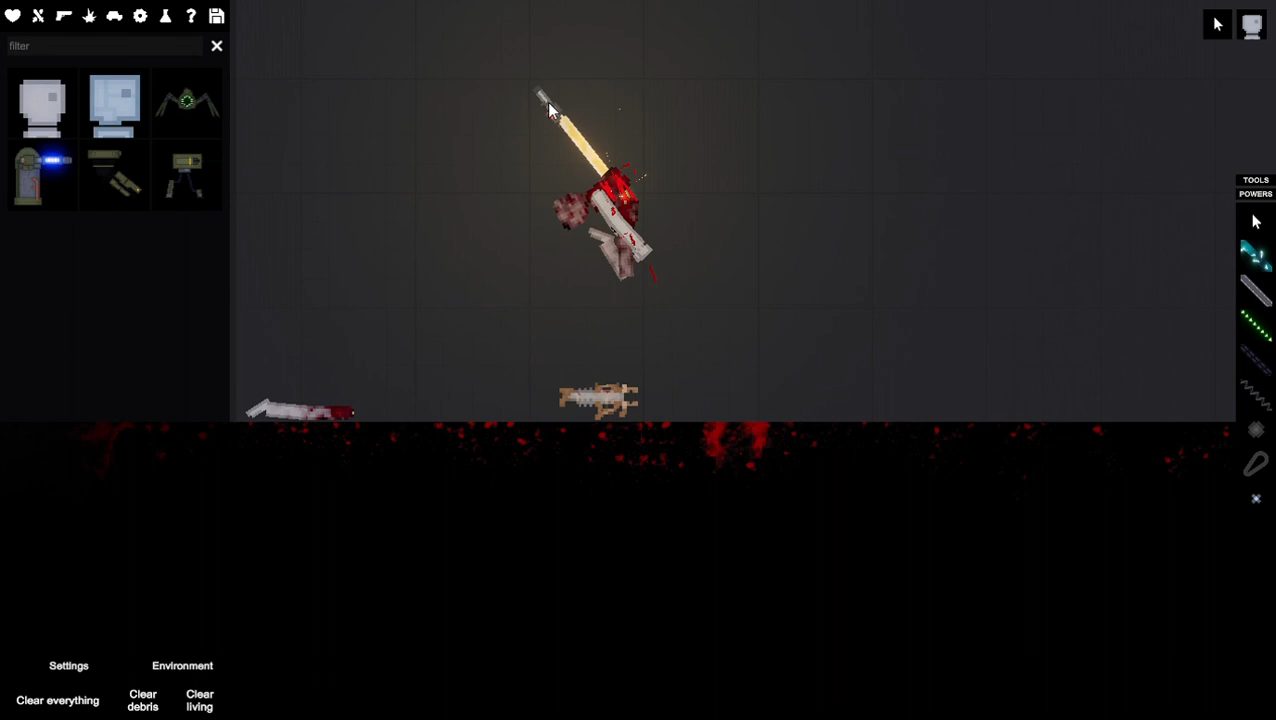 filter
TOOLS
POWERS
Settings
Environment
Clear everything
Clear debris
Clear living